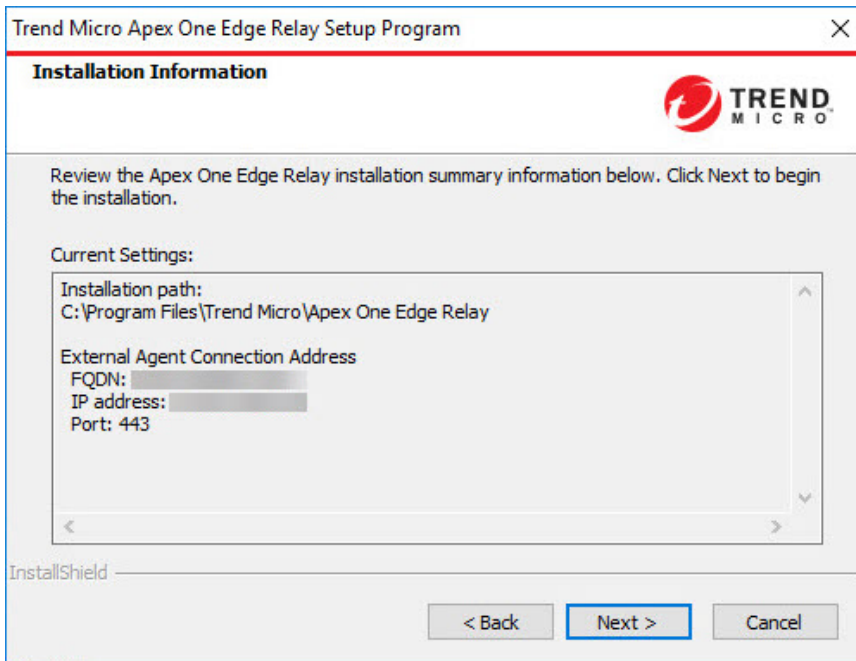 Trend Micro Apex One Edge Relay Setup Program
Installation Information
TREND
MICRO
Review the Apex One Edge Relay installation summary information below. Click Next to begin
the installation.
Current Settings:
Installation path:
C:\Program Files\Trend Micro\Apex One Edge Relay
External Agent Connection Address
FQDN:
IP address:
Port: 443
InstallShield
< Back
Next >
Cancel